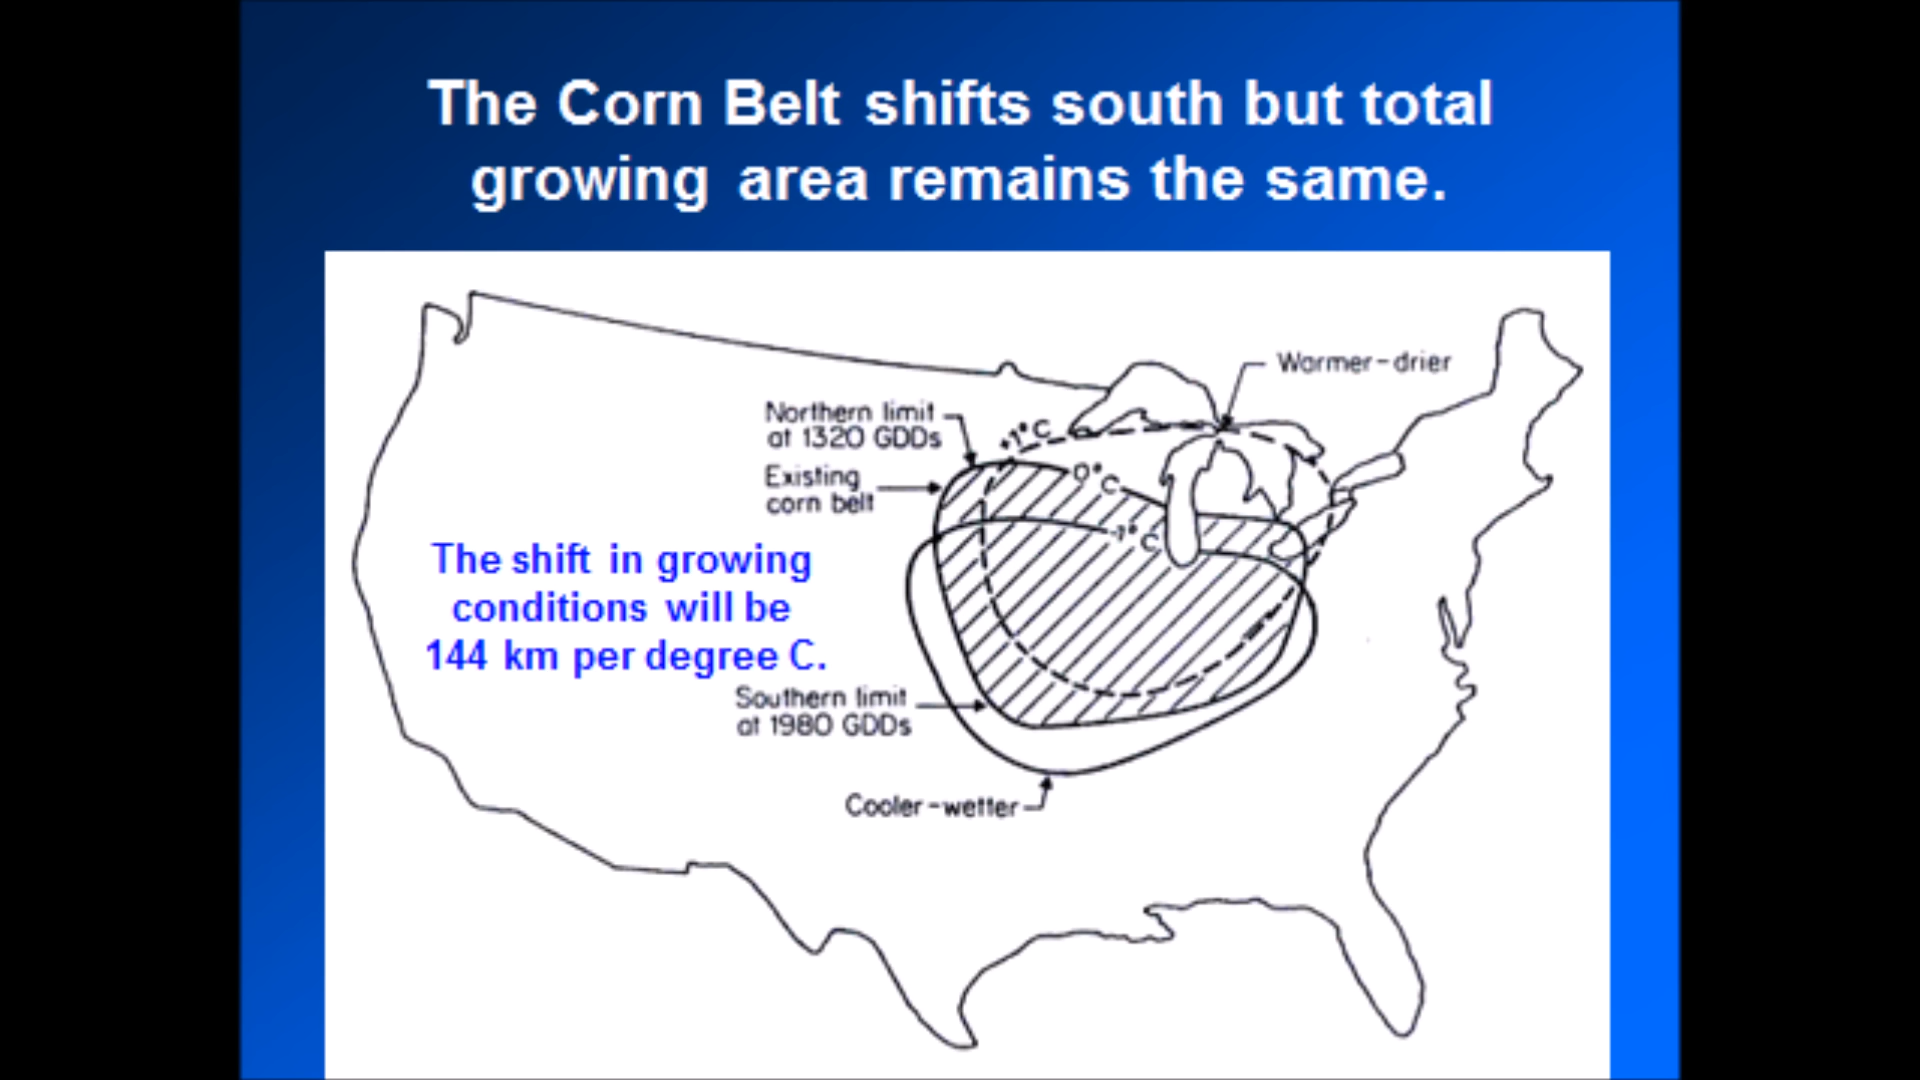 The Corn Belt shifts south but total
growing area remains the same.
Warmer-drier
Northern limit
at 1320 GDDs
+1°C
Existing
corn belt
0°C
-1°C
The shift in growing
conditions will be
144 km per degree C.
Southern limit
at 1980 GDDs
Cooler-wetter